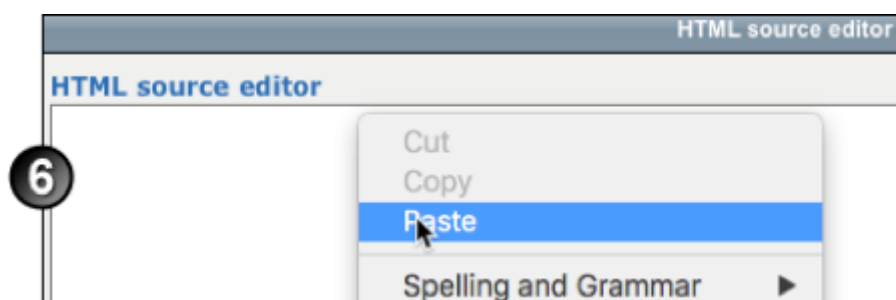 HTML source editor
HTML source editor
6
Cut
Copy
Paste
Spelling and Grammar